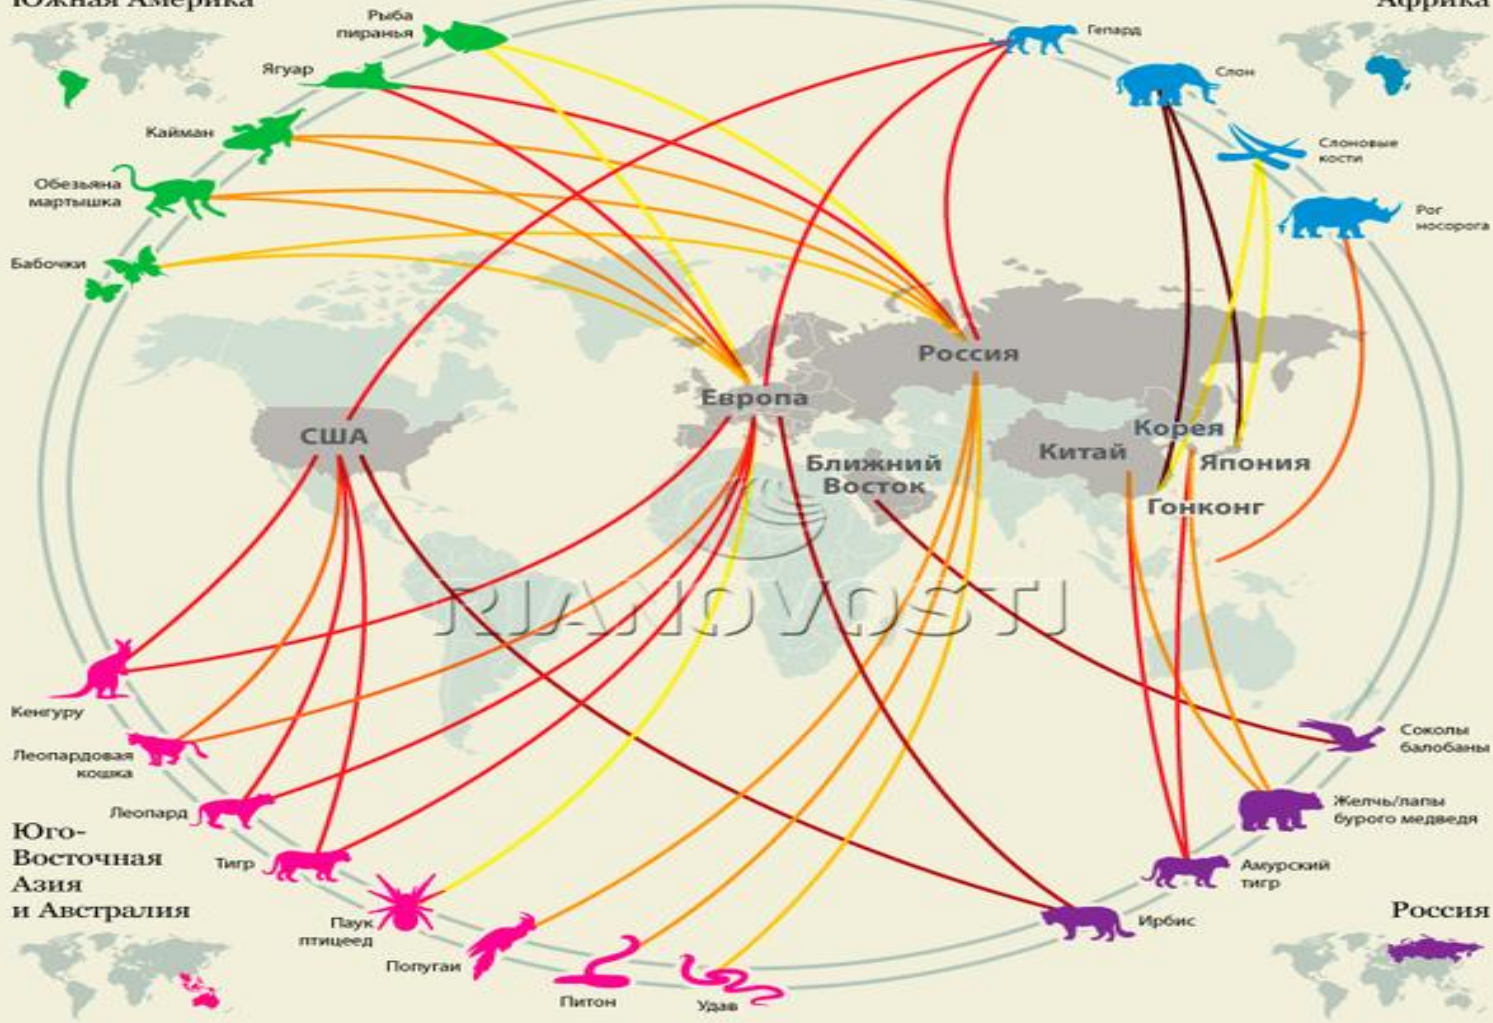 Южная Америка
Африка
Рыба
пиранья
Гепард
Ягуар
Слон
Кайман
Слоновые
кости
Обезьяна
мартышка
Рог
носорога
Бабочки
Россия
Европа
США
Корея
Китай
Ближний
Восток
Япония
Гонконг
RIANOVOSTI
Кенгуру
Соколы
балобаны
Леопардовая
кошка
Леопард
Желчь/лапы
бурого медведя
Юго-
Восточная
Азия
и Австралия
Тигр
Амурский
тигр
Паук
птицеед
Ирбис
Россия
Попугаи
Питон
Удав